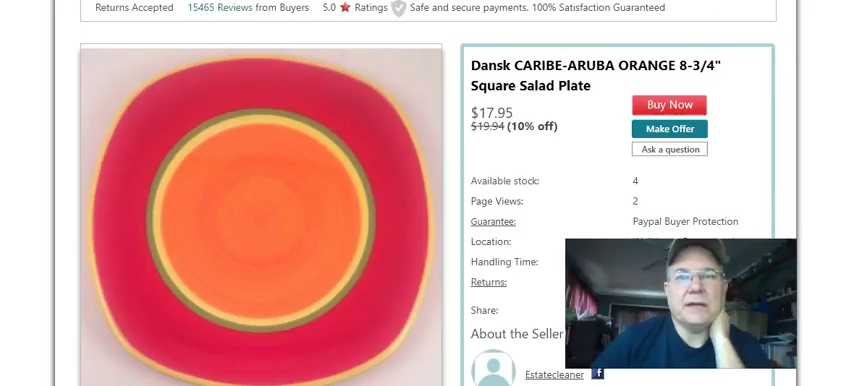 Returns Accepted 15465 Reviews from Buyers 5.0 Ratings Safe and secure payments. 100% Satisfaction Guaranteed
Dansk CARIBE-ARUBA ORANGE 8-3/4"
Square Salad Plate
$17.95
$19.94 (10% off)
Buy Now
Make Offer
Ask a question
Available stock: 4
Page Views: 2
Guarantee: Paypal Buyer Protection
Location:
Handling Time:
Returns:
Share:
About the Seller
Estatecleaner f